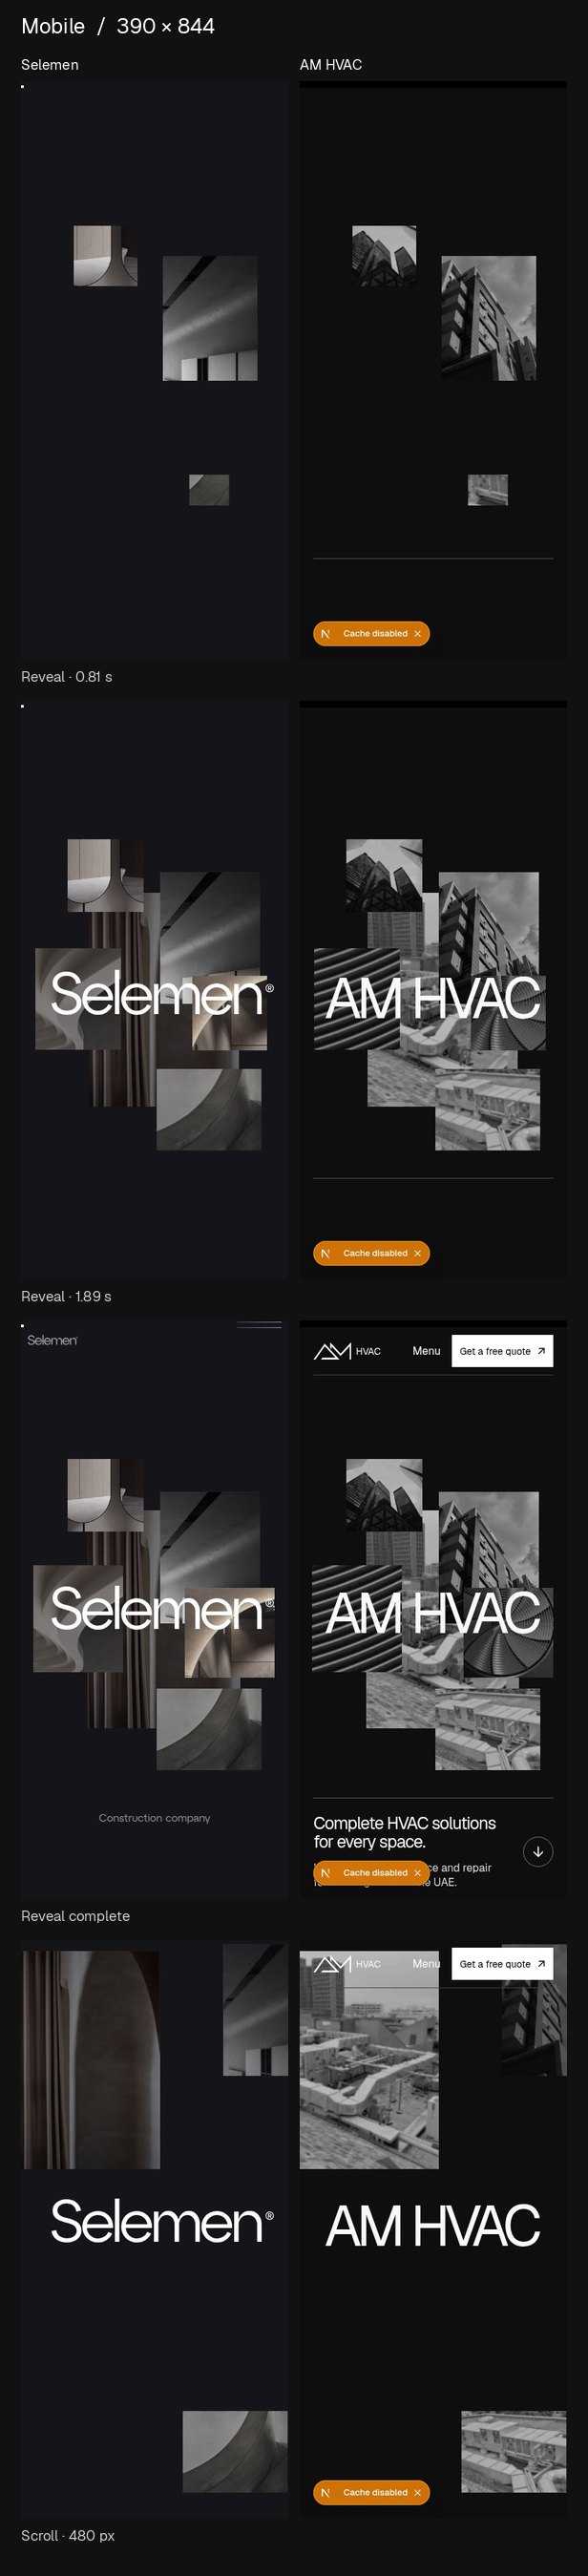 Mobile / 390 × 844
Selemen
AM HVAC
Cache disabled
Reveal · 0.81 s
Selemen®
AM HVAC
Cache disabled
Reveal · 1.89 s
Selemen
HVAC
Menu
Get a free quote
Selemen®
AM HVAC
Construction company
Complete HVAC solutions
for every space.
Cache disabled
ce and repair
UAE.
Reveal complete
HVAC
Menu
Get a free quote
Selemen®
AM HVAC
Cache disabled
Scroll · 480 px